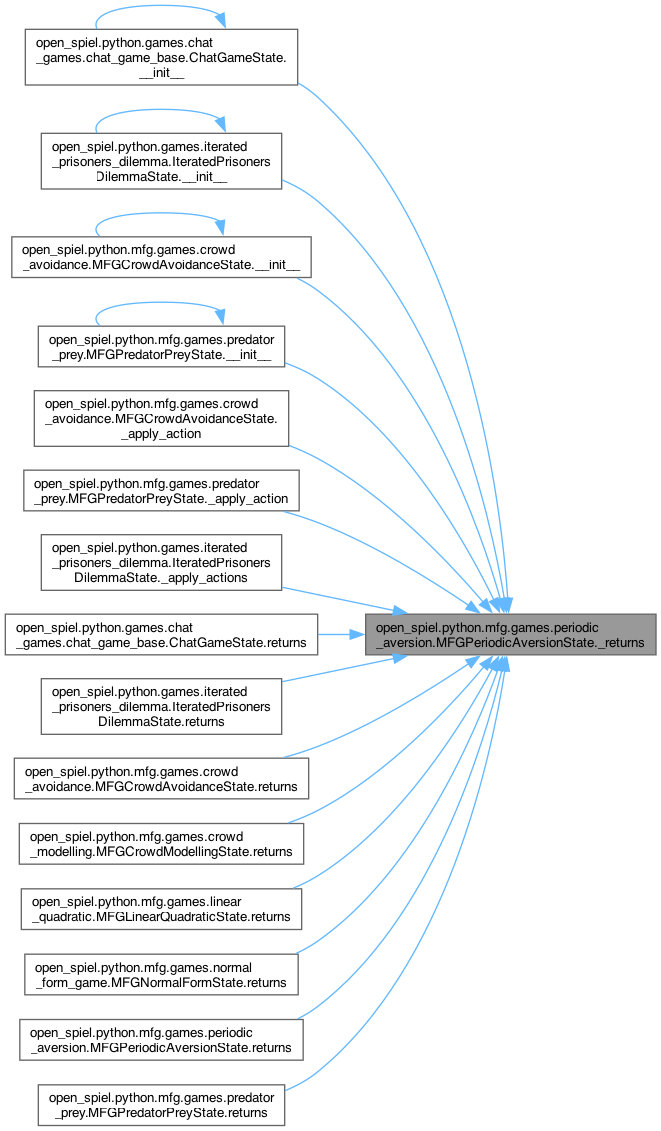 open_spiel.python.games.chat
_games.chat_game_base.ChatGameState.
__init__
open_spiel.python.games.iterated
_prisoners_dilemma.IteratedPrisoners
DilemmaState.__init__
open_spiel.python.mfg.games.crowd
_avoidance.MFGCrowdAvoidanceState.__init__
open_spiel.python.mfg.games.predator
_prey.MFGPredatorPreyState.__init__
open_spiel.python.mfg.games.crowd
_avoidance.MFGCrowdAvoidanceState.
_apply_action
open_spiel.python.mfg.games.predator
_prey.MFGPredatorPreyState._apply_action
open_spiel.python.games.iterated
_prisoners_dilemma.IteratedPrisoners
DilemmaState._apply_actions
open_spiel.python.games.chat
_games.chat_game_base.ChatGameState.returns
open_spiel.python.mfg.games.periodic
_aversion.MFGPeriodicAversionState._returns
open_spiel.python.games.iterated
_prisoners_dilemma.IteratedPrisoners
DilemmaState.returns
open_spiel.python.mfg.games.crowd
_avoidance.MFGCrowdAvoidanceState.returns
open_spiel.python.mfg.games.crowd
_modelling.MFGCrowdModellingState.returns
open_spiel.python.mfg.games.linear
_quadratic.MFGLinearQuadraticState.returns
open_spiel.python.mfg.games.normal
_form_game.MFGNormalFormState.returns
open_spiel.python.mfg.games.periodic
_aversion.MFGPeriodicAversionState.returns
open_spiel.python.mfg.games.predator
_prey.MFGPredatorPreyState.returns